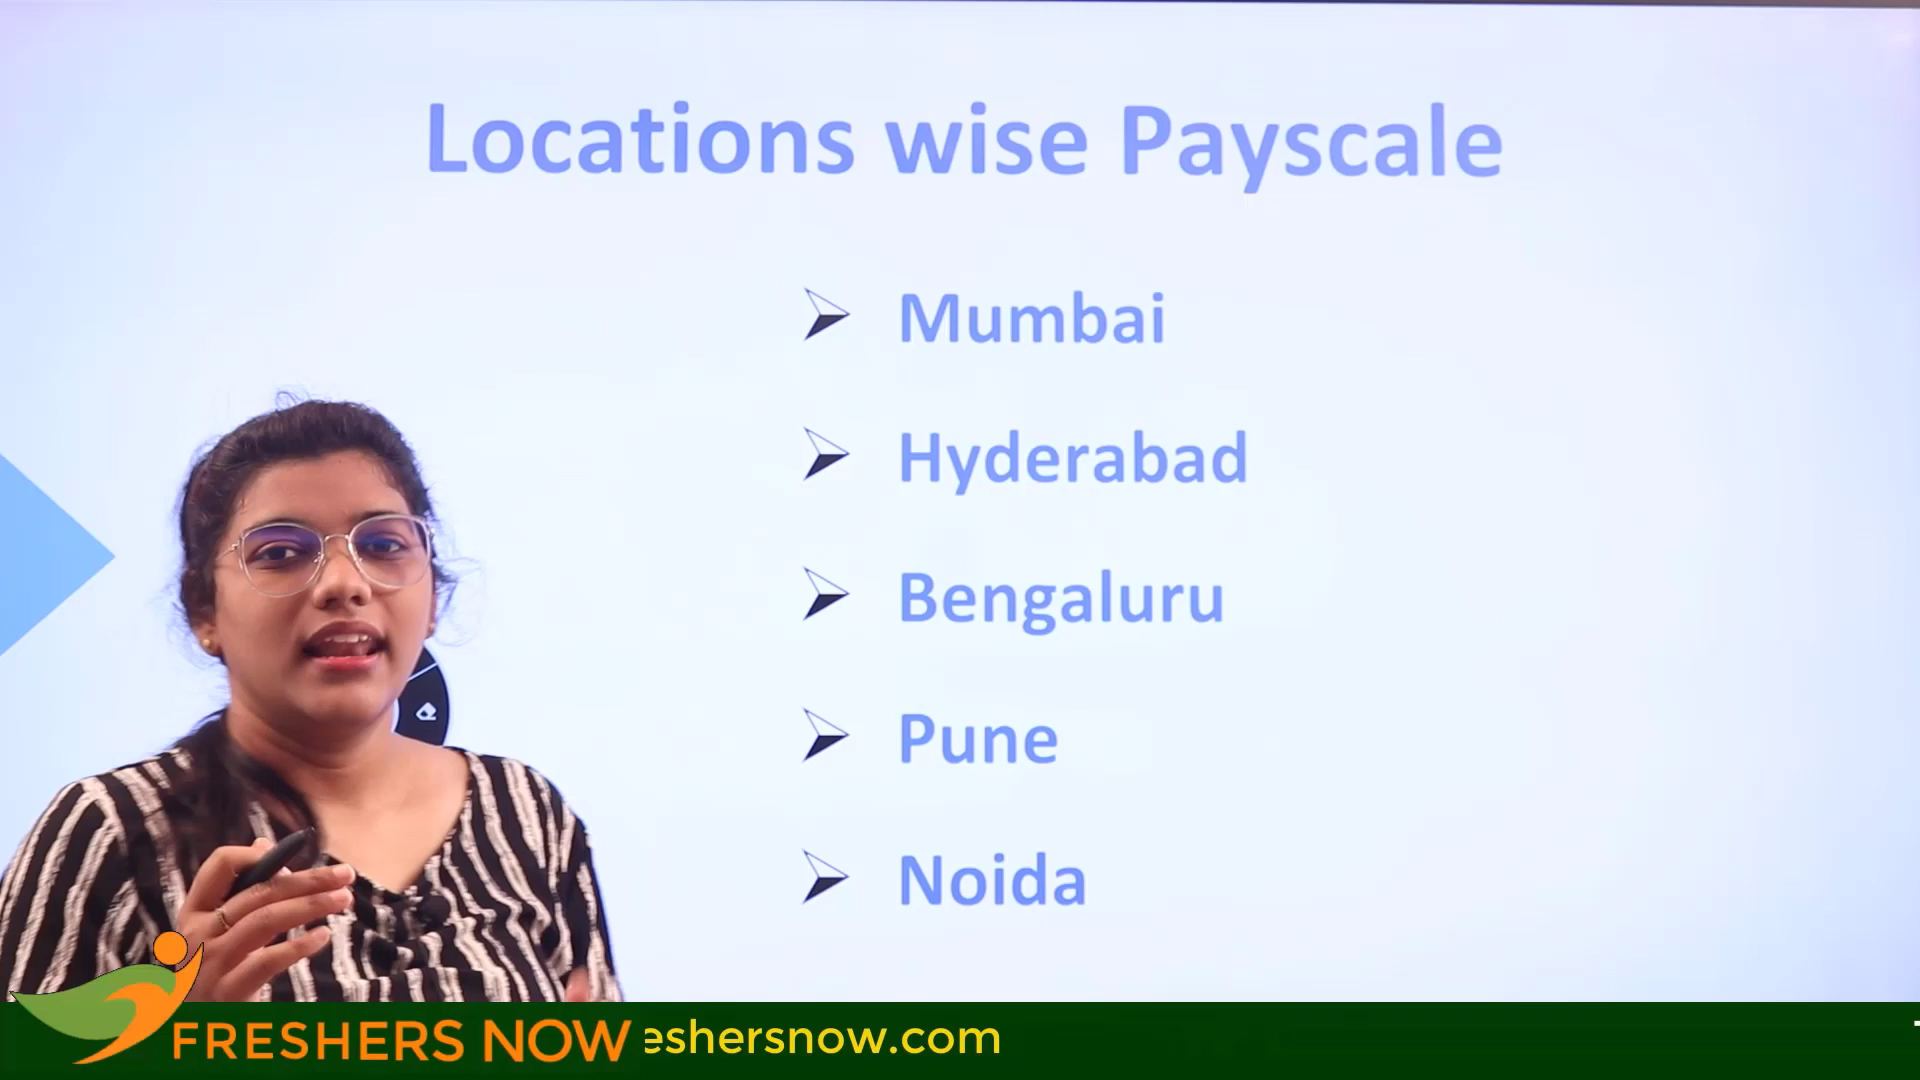 Locations wise Payscale
Mumbai
Hyderabad
Bengaluru
Pune
Noida
FRESHERS NOW
eshersnow.com